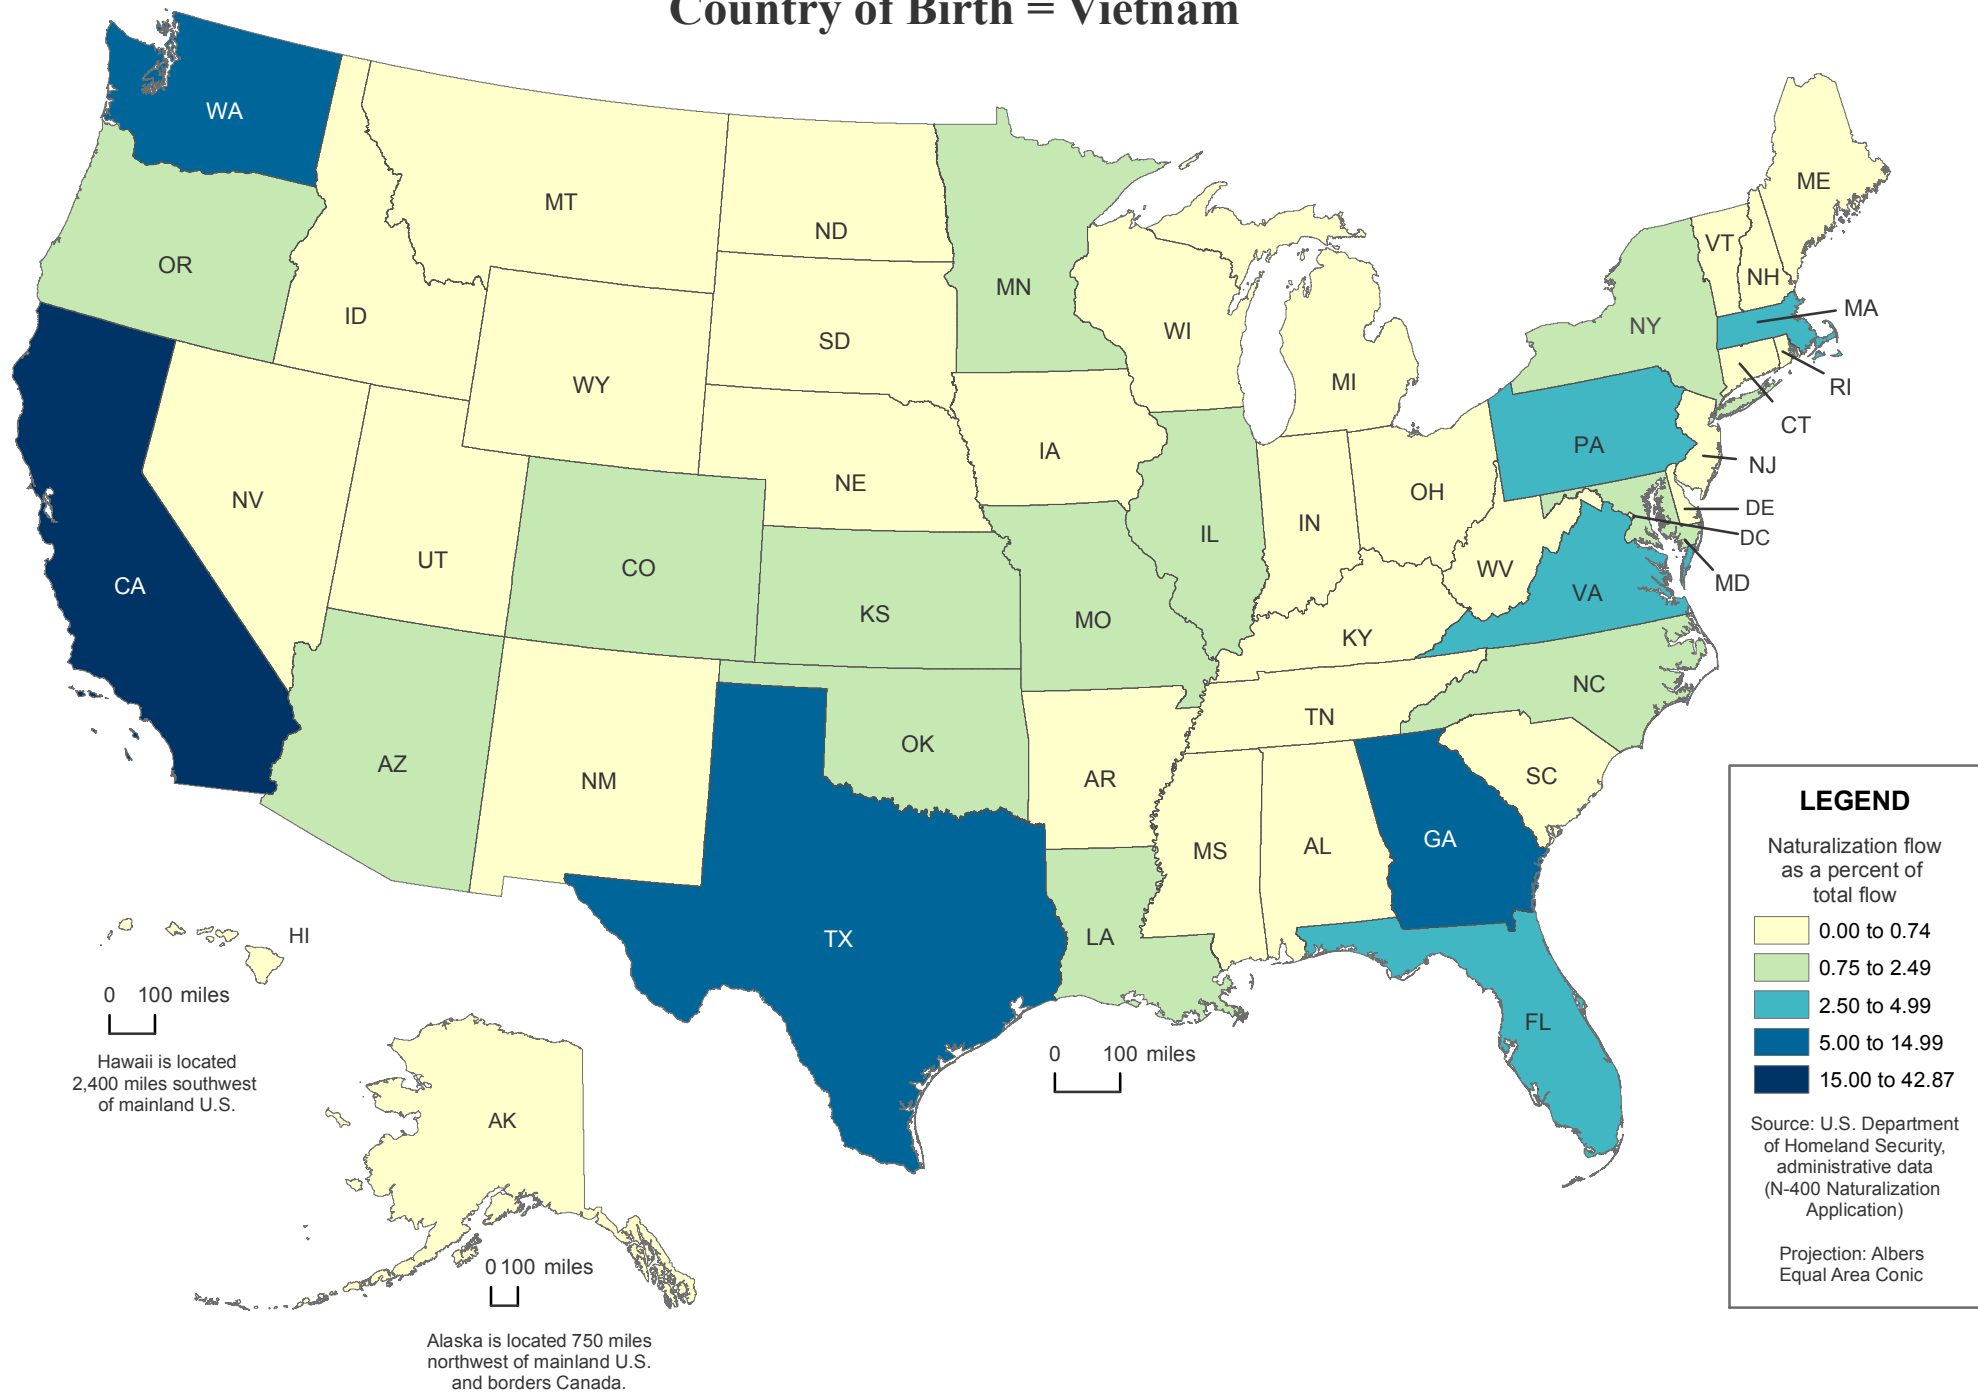 Country of Birth = Vietnam
WA
MT
ND
MN
ME
OR
ID
SD
WI
VT
NH
MA
NY
WY
MI
RI
CT
IA
PA
NJ
NV
NE
OH
DE
IN
IL
DC
UT
CO
WV
MD
CA
KS
MO
VA
KY
NC
TN
AZ
NM
OK
AR
SC
MS
AL
GA
TX
LA
FL
HI
0 100 miles
Hawaii is located
2,400 miles southwest
of mainland U.S.
AK
0 100 miles
Alaska is located 750 miles
northwest of mainland U.S.
and borders Canada.
0 100 miles
LEGEND
Naturalization flow
as a percent of
total flow
0.00 to 0.74
0.75 to 2.49
2.50 to 4.99
5.00 to 14.99
15.00 to 42.87
Source: U.S. Department
of Homeland Security,
administrative data
(N-400 Naturalization
Application)
Projection: Albers
Equal Area Conic